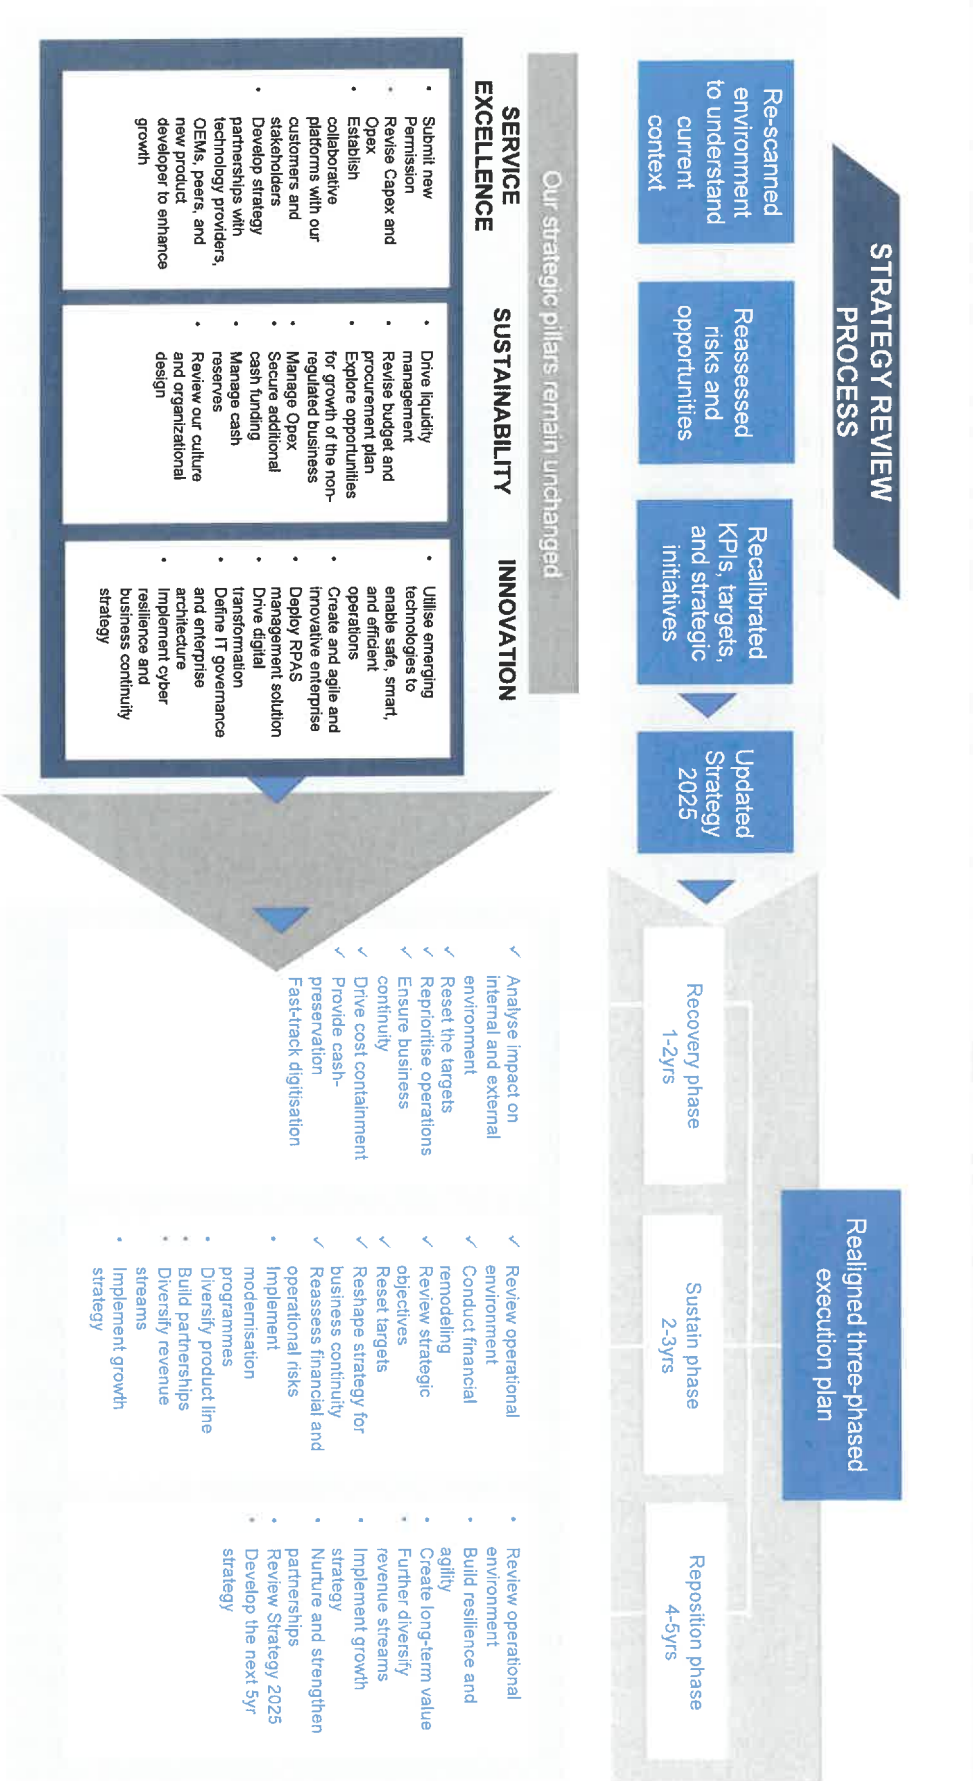 STRATEGY REVIEW
PROCESS
Re-scanned
environment
to understand
current
context
Reassessed
risks and
opportunities
Recalibrated
KPIs, targets,
and strategic
initiatives
Updated
Strategy
2025
Realigned three-phased
execution plan
Recovery phase
1-2yrs
Sustain phase
2-3yrs
Reposition phase
4-5yrs
Our strategic pillars remain unchanged
SERVICE
EXCELLENCE
SUSTAINABILITY
INNOVATION
• Submit new
Permission
• Revise Capex and
Opex
• Establish
collaborative
platforms with our
customers and
stakeholders
• Develop strategy
partnerships with
technology providers,
OEMs, peers, and
new product
developer to enhance
growth
• Drive liquidity
management
• Revise budget and
procurement plan
• Explore opportunities
for growth of the non-
regulated business
• Manage Opex
• Secure additional
cash funding
• Manage cash
reserves
• Review our culture
and organizational
design
• Utilise emerging
technologies to
enable safe, smart,
and efficient
operations
• Create and agile and
innovative enterprise
• Deploy RPAS
management solution
• Drive digital
transformation
• Define IT governance
and enterprise
architecture
• Implement cyber
resilience and
business continuity
strategy
✓ Analyse impact on
internal and external
environment
✓ Reset the targets
✓ Reprioritise operations
✓ Ensure business
continuity
✓ Drive cost containment
✓ Provide cash-
preservation
Fast-track digitisation
✓ Review operational
environment
✓ Conduct financial
remodeling
✓ Review strategic
objectives
✓ Reset targets
✓ Reshape strategy for
business continuity
✓ Reassess financial and
operational risks
• Implement
modernisation
programmes
• Diversify product line
• Build partnerships
• Diversify revenue
streams
• Implement growth
strategy
• Review operational
environment
• Build resilience and
agility
• Create long-term value
• Further diversify
revenue streams
• Implement growth
strategy
• Nurture and strengthen
partnerships
• Review Strategy 2025
• Develop the next 5yr
strategy